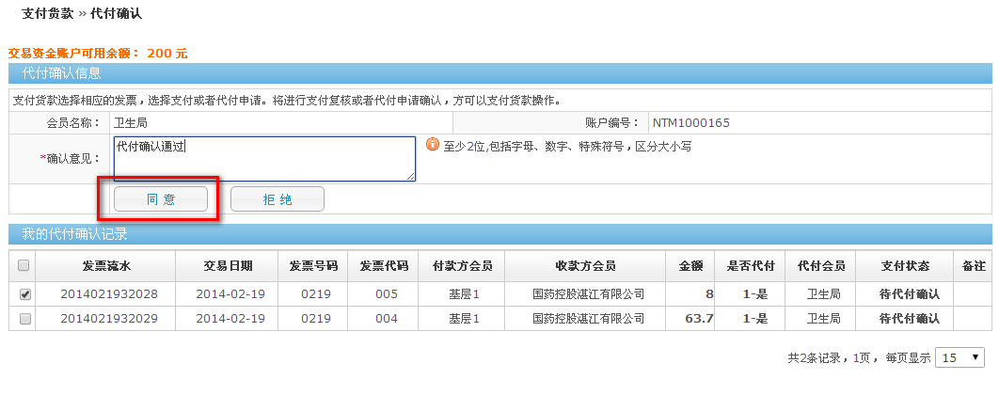 支付货款 » 代付确认
交易资金账户可用余额： 200 元
代付确认信息
支付货款选择相应的发票，选择支付或者代付申请。将进行支付复核或者代付申请确认，方可以支付货款操作。
会员名称： 卫生局 账户编号： NTM1000165
*确认意见： 代付确认通过 至少2位,包括字母、数字、特殊符号，区分大小写
同 意 拒 绝
我的代付确认记录
发票流水 交易日期 发票号码 发票代码 付款方会员 收款方会员 金额 是否代付 代付会员 支付状态 备注
2014021932028 2014-02-19 0219 005 基层1 国药控股湛江有限公司 8 1-是 卫生局 待代付确认
2014021932029 2014-02-19 0219 004 基层1 国药控股湛江有限公司 63.7 1-是 卫生局 待代付确认
共2条记录，1页， 每页显示 15